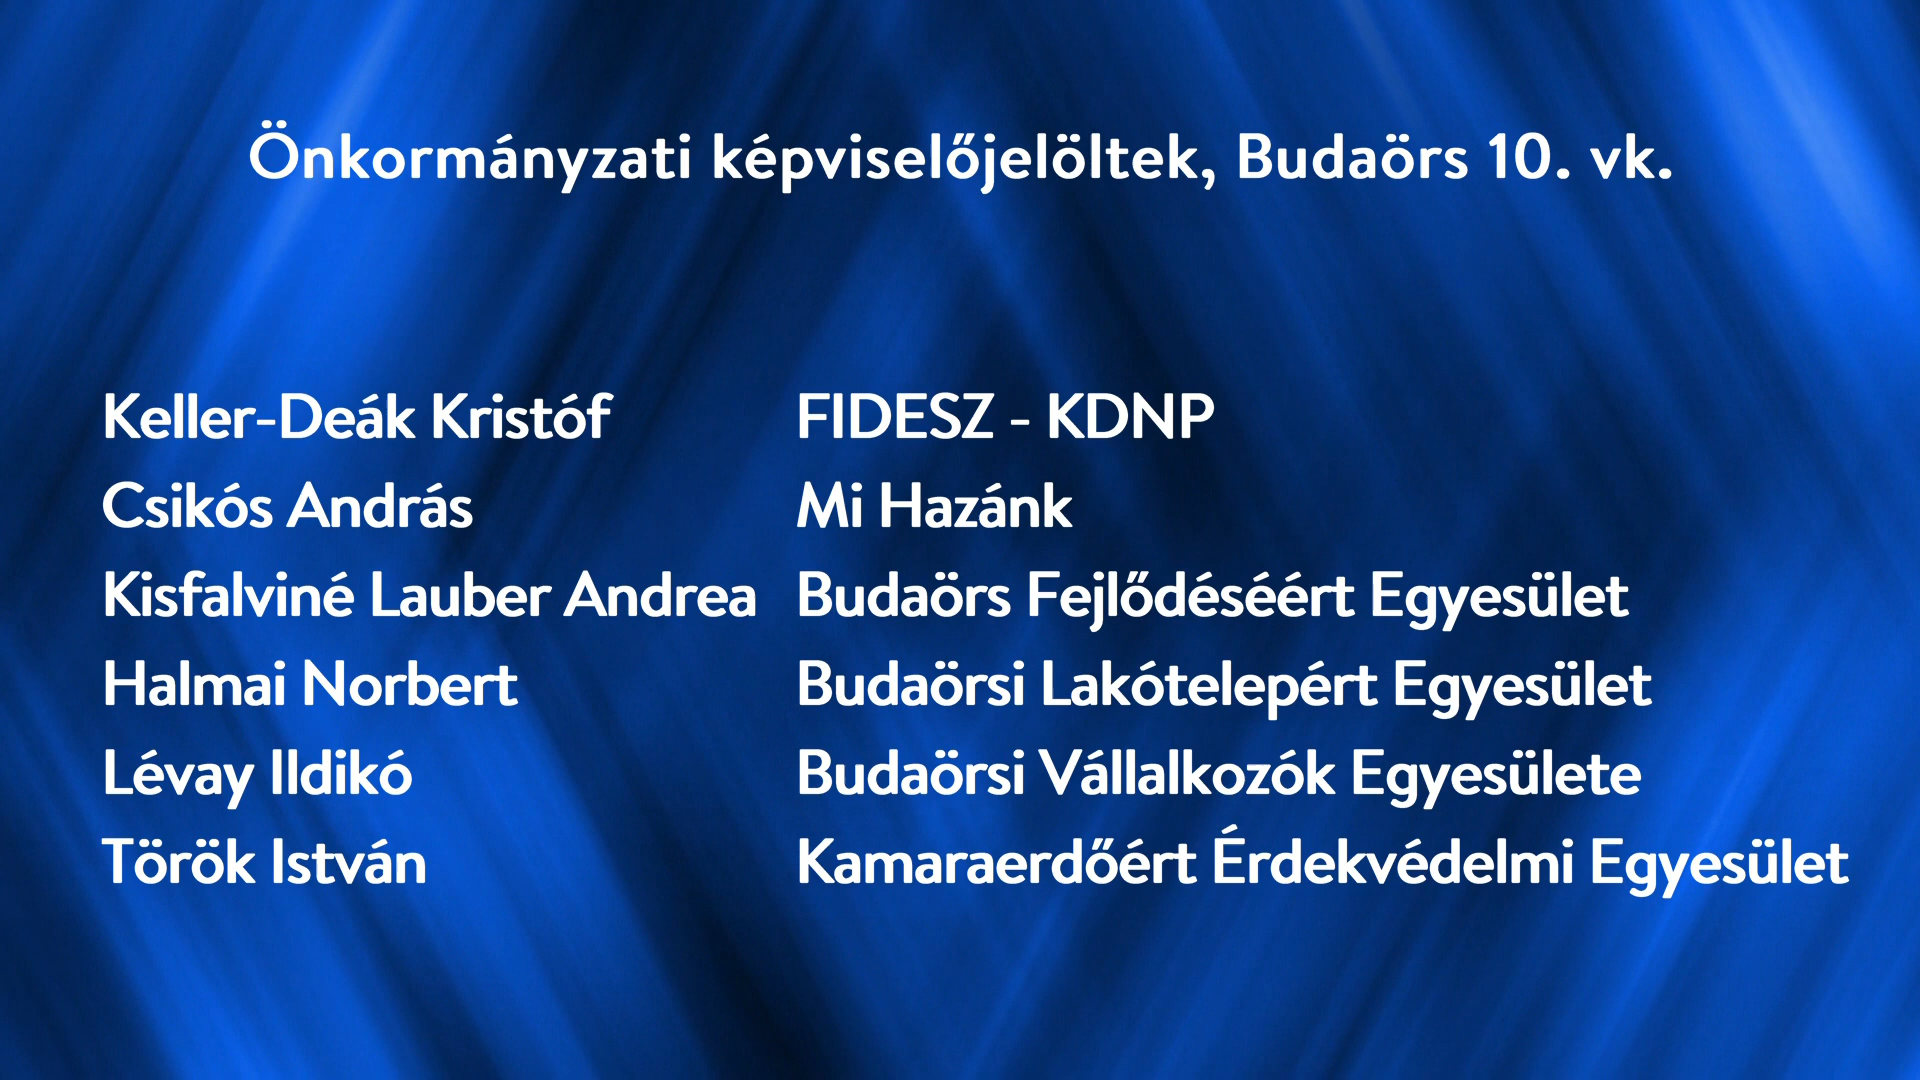 Önkormányzati képviselőjelöltek, Budaörs 10. vk.
Keller-Deák Kristóf FIDESZ - KDNP
Csikós András Mi Hazánk
Kisfalviné Lauber Andrea Budaörs Fejlődéséért Egyesület
Halmai Norbert Budaörsi Lakótelepért Egyesület
Lévay Ildikó Budaörsi Vállalkozók Egyesülete
Török István Kamaraerdőért Érdekvédelmi Egyesület